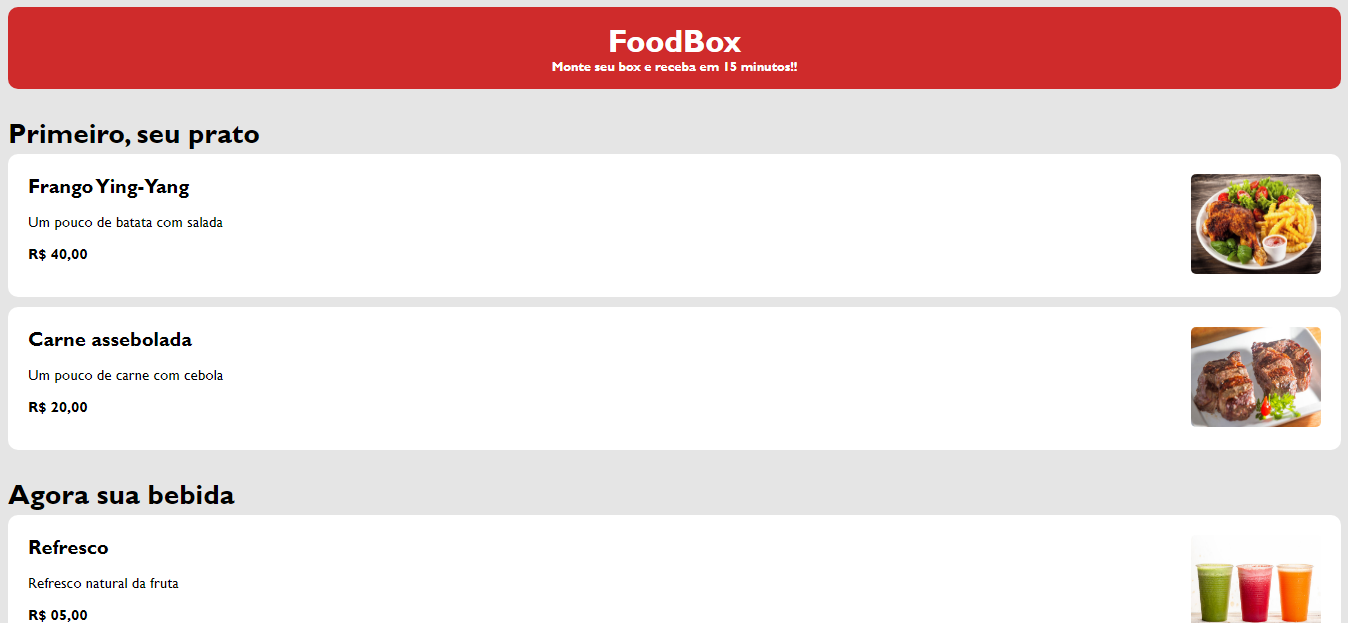 FoodBox
Monte seu box e receba em 15 minutos!!
Primeiro, seu prato
Frango Ying-Yang
Um pouco de batata com salada
R$ 40,00
Carne assebolada
Um pouco de carne com cebola
R$ 20,00
Agora sua bebida
Refresco
Refresco natural da fruta
R$ 05,00